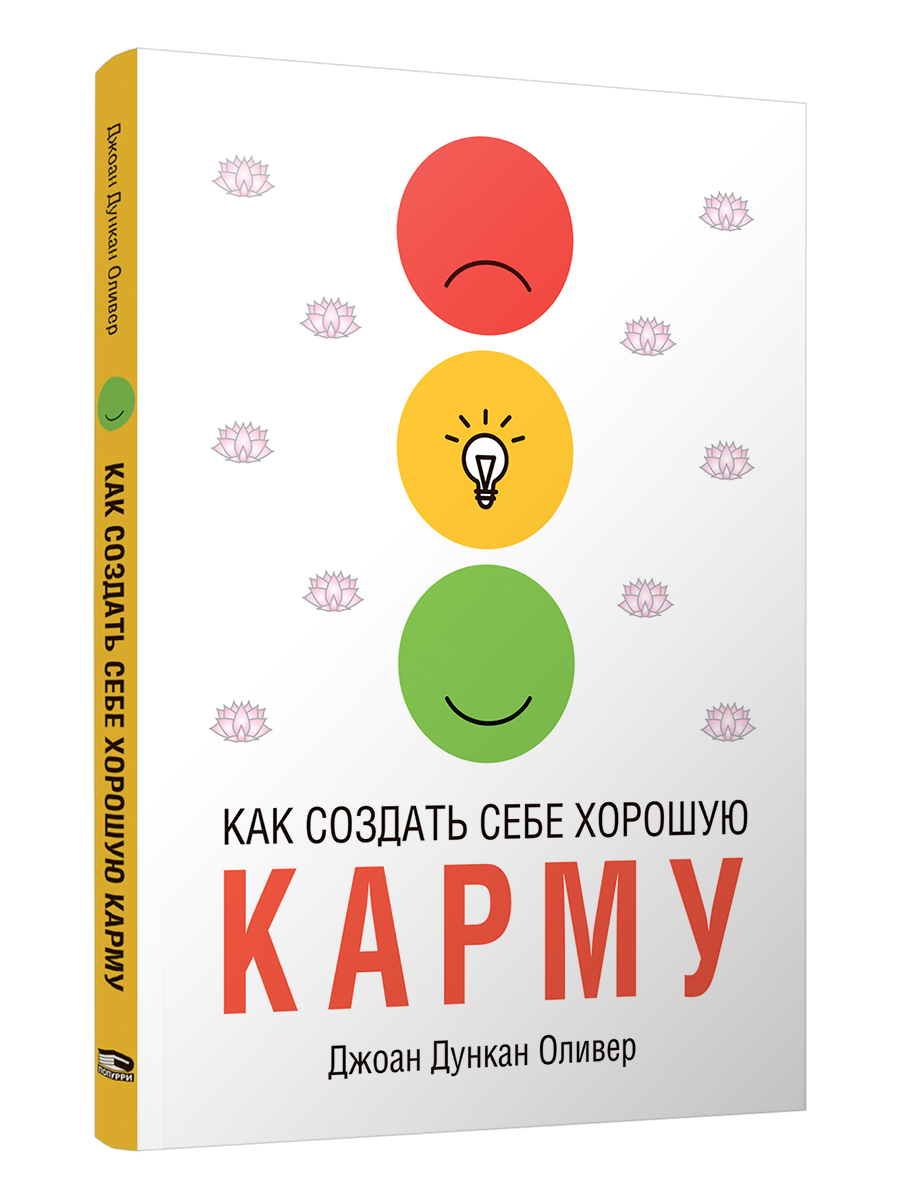 Джоан Дункан Оливер
КАК СОЗДАТЬ СЕБЕ ХОРОШУЮ КАРМУ
ПОПУРРИ
КАК СОЗДАТЬ СЕБЕ ХОРОШУЮ
КАРМУ
Джоан Дункан Оливер